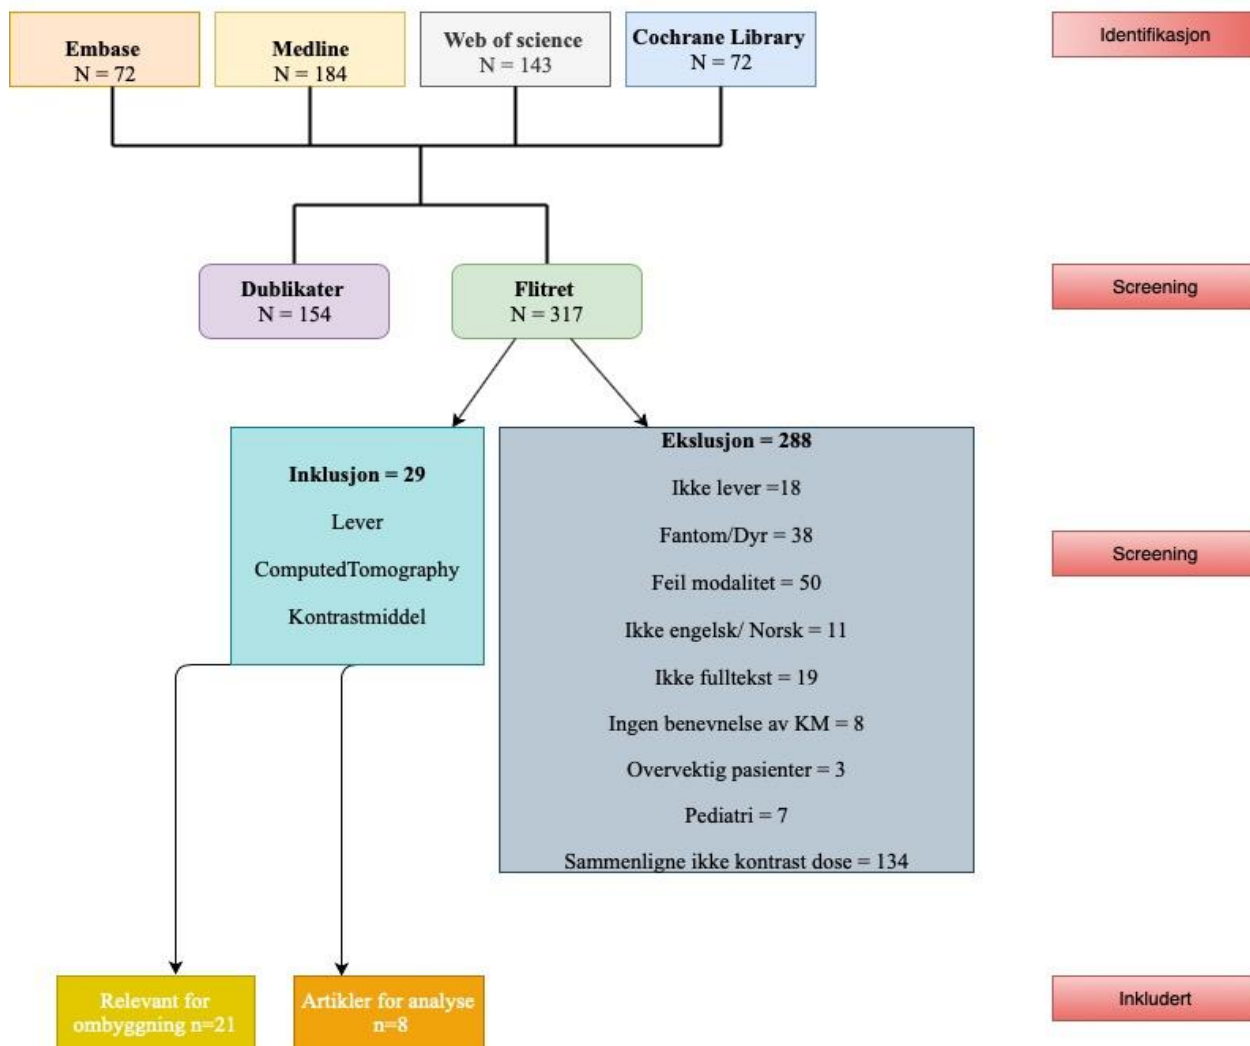 Embase
N = 72
Medline
N = 184
Web of science
N = 143
Cochrane Library
N = 72
Identifikasjon
Dublikater
N = 154
Flitret
N = 317
Screening
Inklusjon = 29
Lever
ComputedTomography
Kontrastmiddel
Ekslusjon = 288
Ikke lever =18
Fantom/Dyr = 38
Feil modalitet = 50
Ikke engelsk/ Norsk = 11
Ikke fulltekst = 19
Ingen benevnelse av KM = 8
Overvektig pasienter = 3
Pediatri = 7
Sammenligne ikke kontrast dose = 134
Screening
Relevant for
ombyggning n=21
Artikler for analyse
n=8
Inkludert